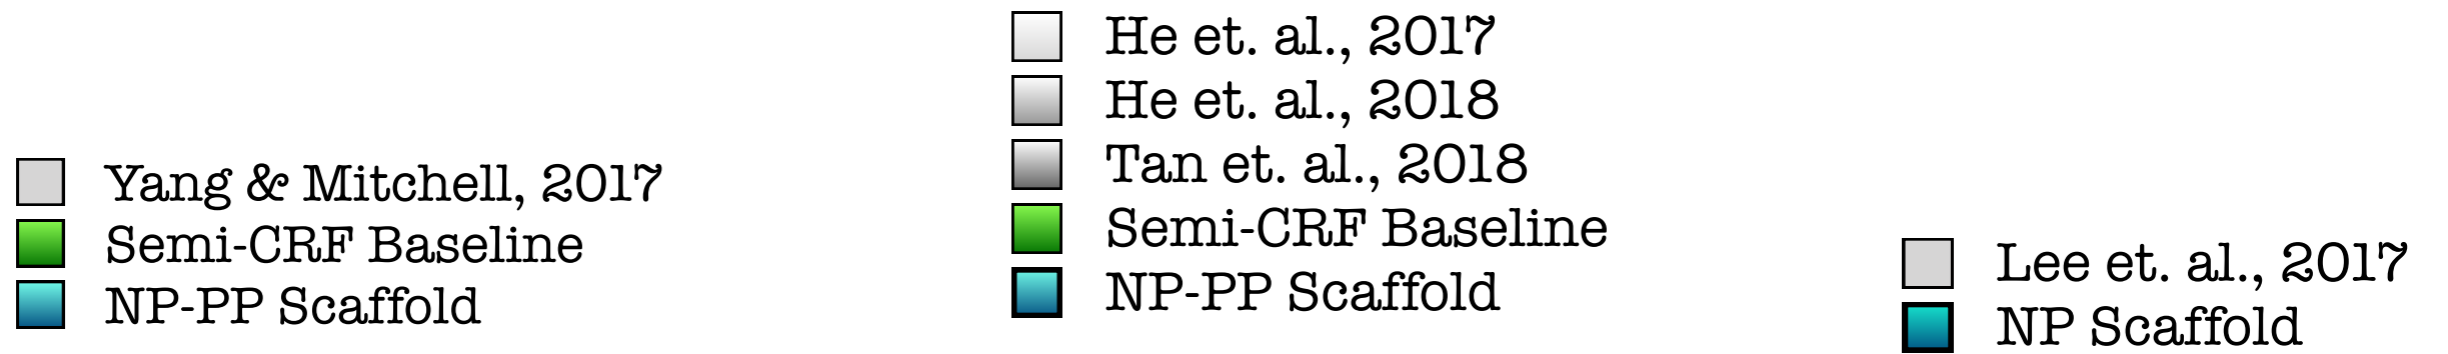 Yang & Mitchell, 2017
Semi-CRF Baseline
NP-PP Scaffold
He et. al., 2017
He et. al., 2018
Tan et. al., 2018
Semi-CRF Baseline
NP-PP Scaffold
Lee et. al., 2017
NP Scaffold